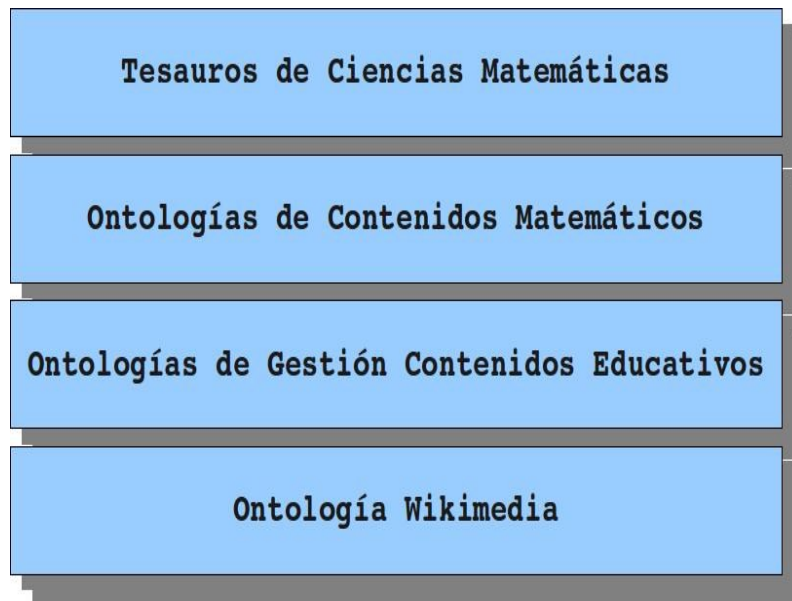 Tesauros de Ciencias Matemáticas
Ontologías de Contenidos Matemáticos
Ontologías de Gestión Contenidos Educativos
Ontología Wikimedia